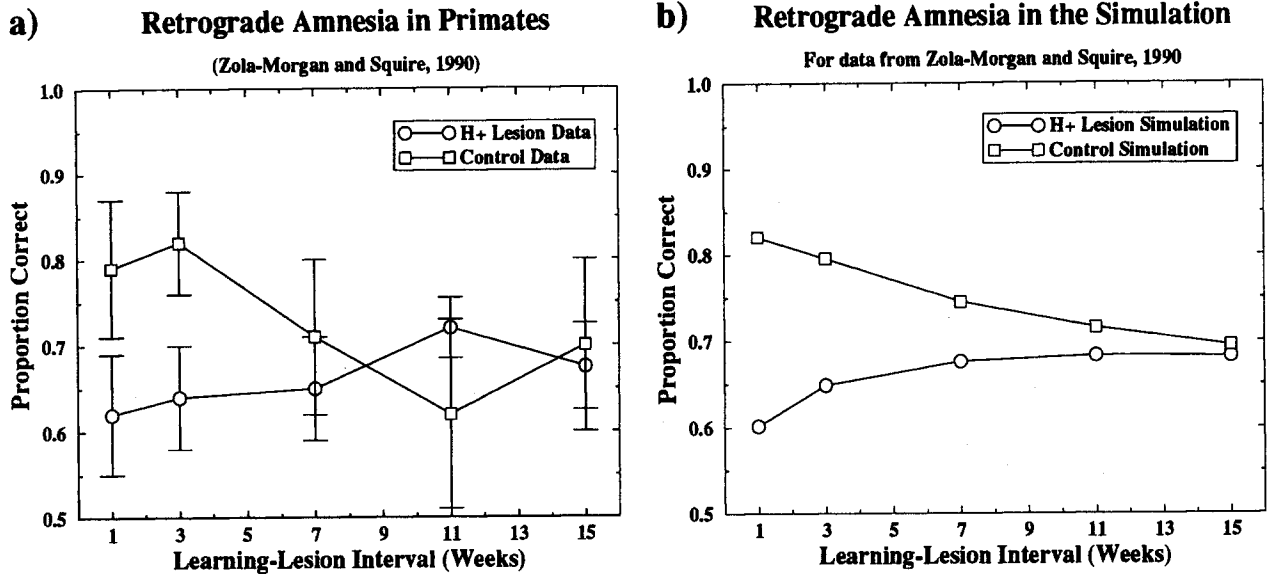 a)
Retrograde Amnesia in Primates
(Zola-Morgan and Squire, 1990)
1.0
0.9
0.8
0.7
0.6
0.5
Proportion Correct
H+ Lesion Data
Control Data
1 3 5 7 9 11 13 15
Learning-Lesion Interval (Weeks)
b)
Retrograde Amnesia in the Simulation
For data from Zola-Morgan and Squire, 1990
1.0
0.9
0.8
0.7
0.6
0.5
Proportion Correct
H+ Lesion Simulation
Control Simulation
1 3 5 7 9 11 13 15
Learning-Lesion Interval (Weeks)